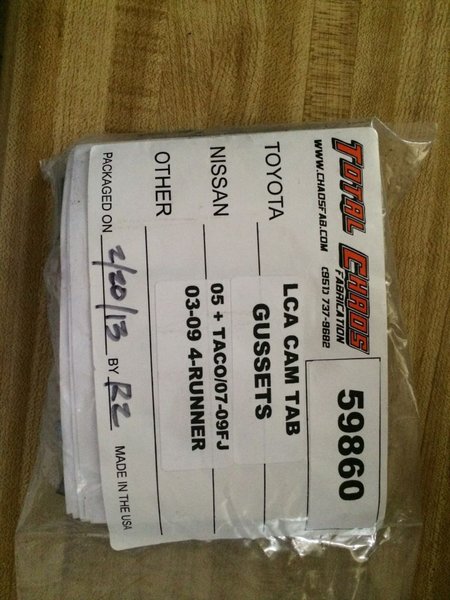 TOTAL CHAOS
FABRICATION
WWW.CHAOSFAB.COM (951) 737-9682
59860
TOYOTA
LCA CAM TAB
GUSSETS
NISSAN
05 + TACO/07-09FJ
03-09 4-RUNNER
OTHER
PACKAGED ON 2/20/13 BY RZ MADE IN THE USA